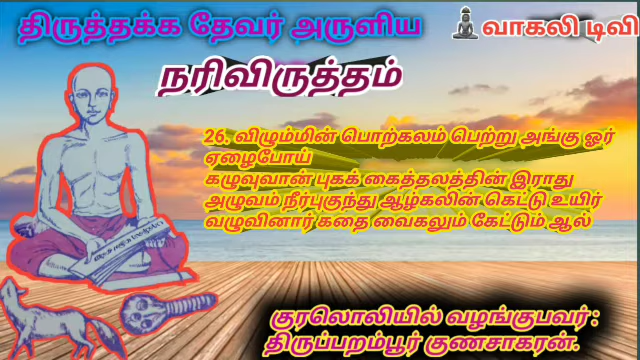 திருத்தக்க தேவர் அருளிய
வாகலி டிவி
நரிவிருத்தம்
26. விழும்மின் பொற்கலம் பெற்று அங்கு ஓர்
ஏழைபோய்
கழுவுவான் புகக் கைத்தலத்தின் இராது
அழுவம் நீர்புகுந்து ஆழ்கலின் கெட்டு உயிர்
வழுவினார் கதை வைகலும் கேட்டும் ஆல்
குரலொலியில் வழங்குபவர் :
திருப்பறம்பூர் குணசாகரன்.